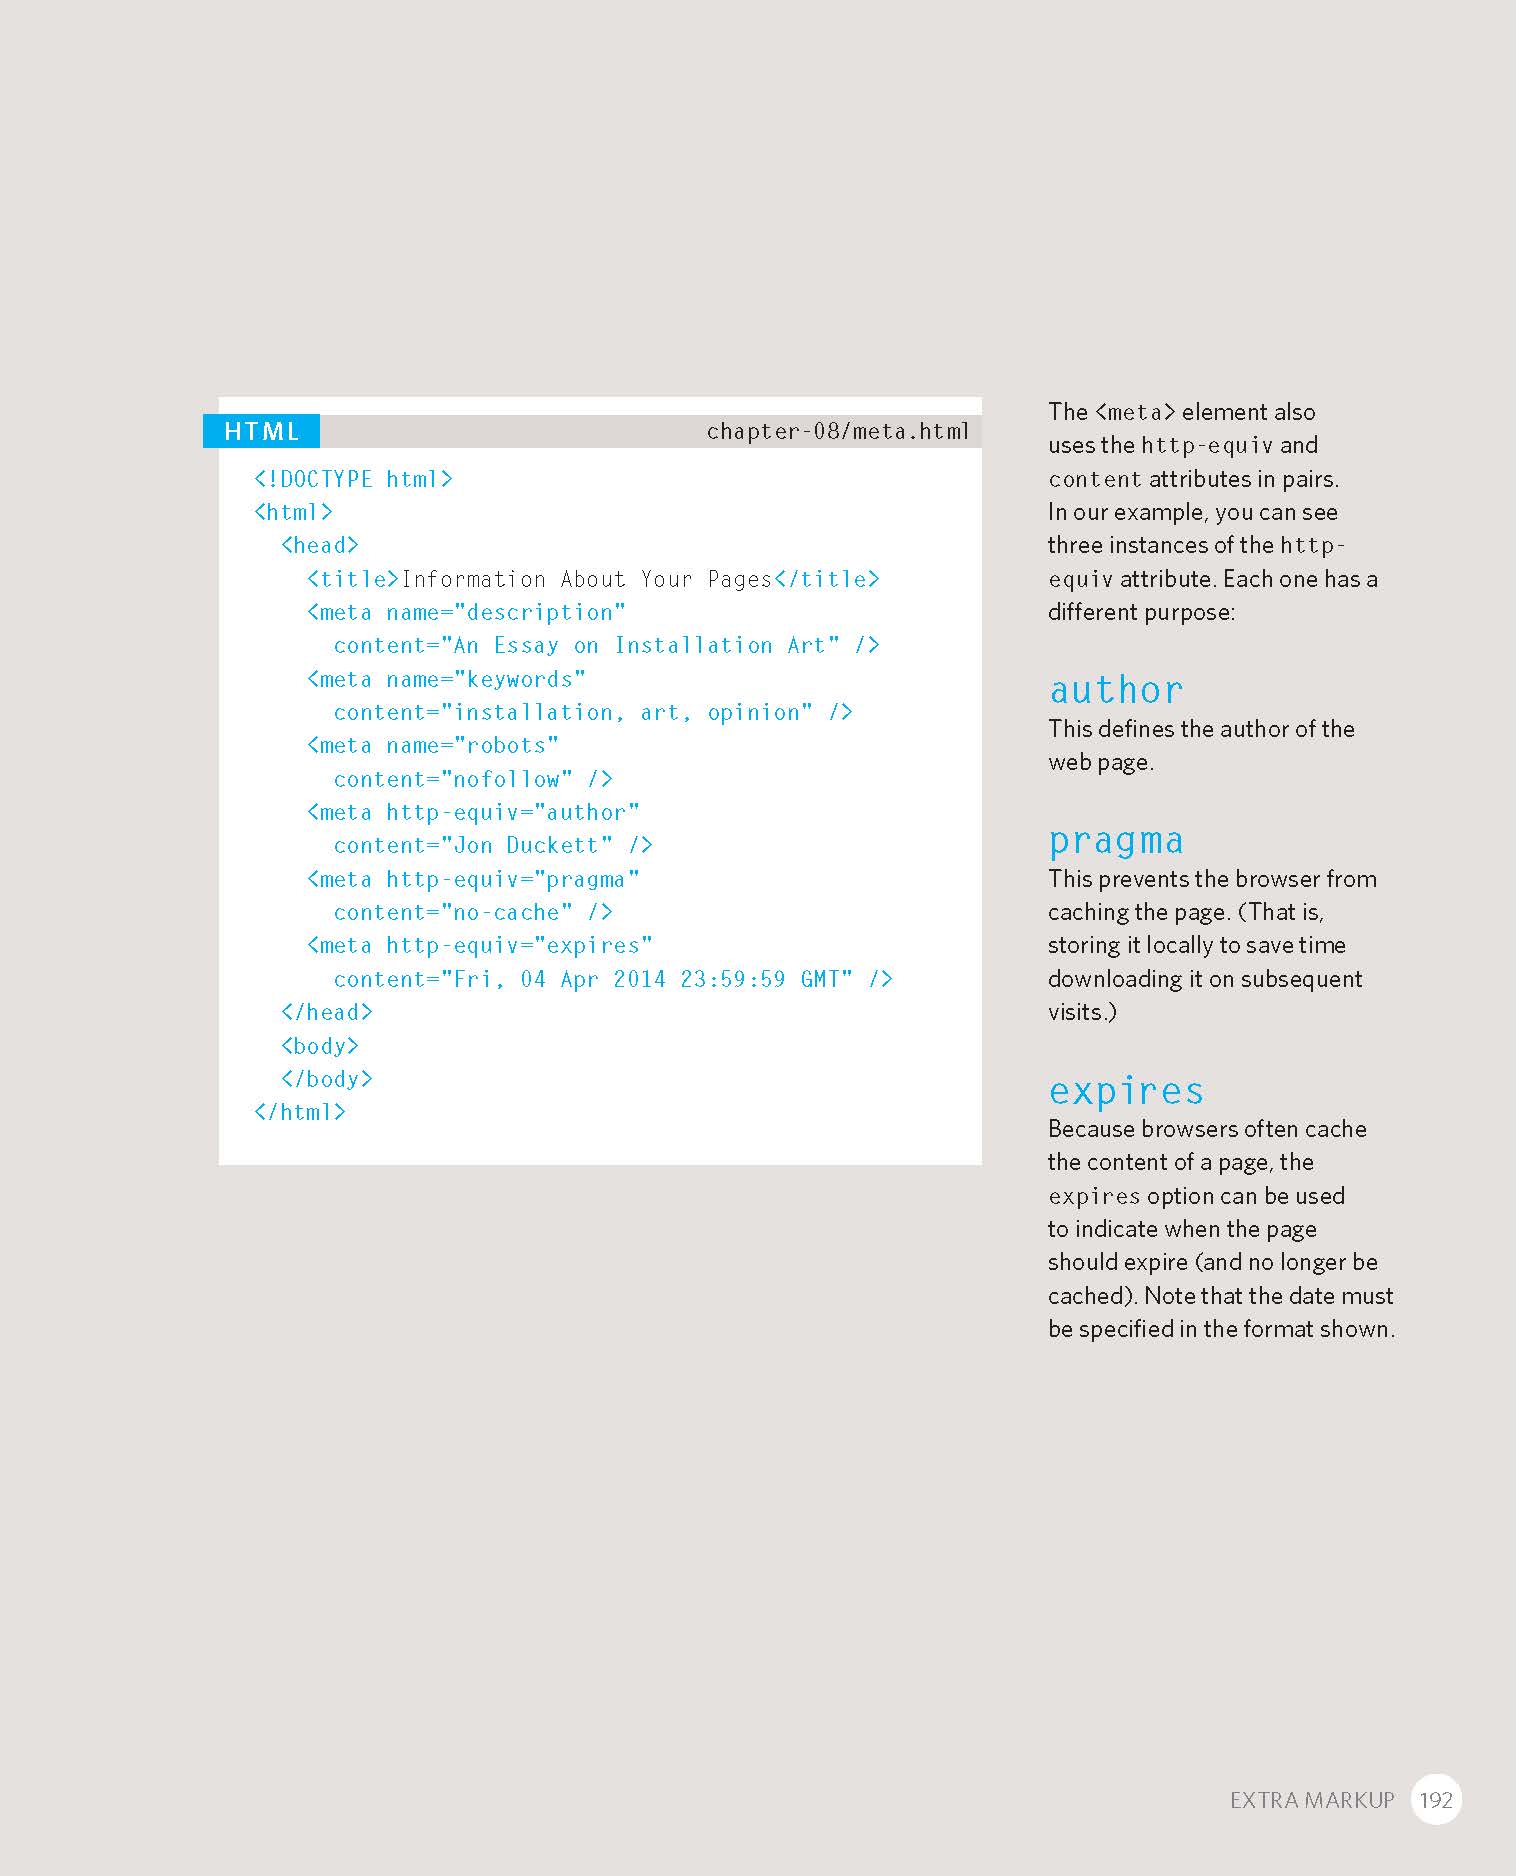 HTML chapter-08/meta.html
<!DOCTYPE html>
<html>
  <head>
    <title>Information About Your Pages</title>
    <meta name="description"
      content="An Essay on Installation Art" />
    <meta name="keywords"
      content="installation, art, opinion" />
    <meta name="robots"
      content="nofollow" />
    <meta http-equiv="author"
      content="Jon Duckett" />
    <meta http-equiv="pragma"
      content="no-cache" />
    <meta http-equiv="expires"
      content="Fri, 04 Apr 2014 23:59:59 GMT" />
  </head>
  <body>
  </body>
</html>
The <meta> element also
uses the http-equiv and
content attributes in pairs.
In our example, you can see
three instances of the http-
equiv attribute. Each one has a
different purpose:
author
This defines the author of the
web page.
pragma
This prevents the browser from
caching the page. (That is,
storing it locally to save time
downloading it on subsequent
visits.)
expires
Because browsers often cache
the content of a page, the
expires option can be used
to indicate when the page
should expire (and no longer be
cached). Note that the date must
be specified in the format shown.
EXTRA MARKUP 192